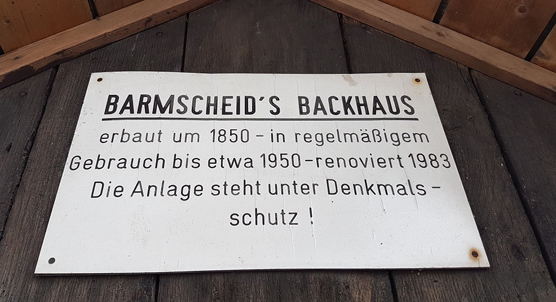 BARMSCHEID'S BACKHAUS
erbaut um 1850 - in regelmäßigem
Gebrauch bis etwa 1950 - renoviert 1983
Die Anlage steht unter Denkmals -
schutz !